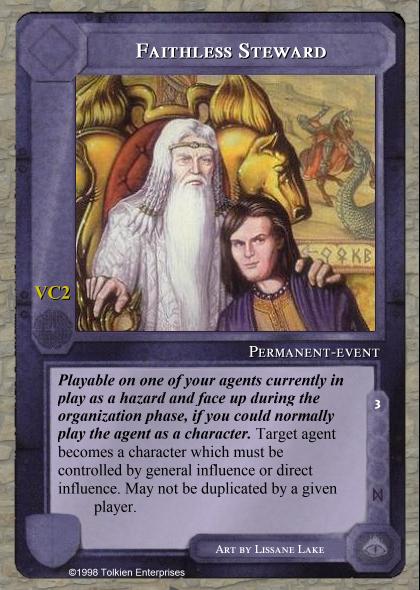 FAITHLESS STEWARD
VC2
PERMANENT-EVENT
Playable on one of your agents currently in
play as a hazard and face up during the
organization phase, if you could normally
play the agent as a character. Target agent
becomes a character which must be
controlled by general influence or direct
influence. May not be duplicated by a given
player.
3
ART BY LISSANE LAKE
©1998 Tolkien Enterprises